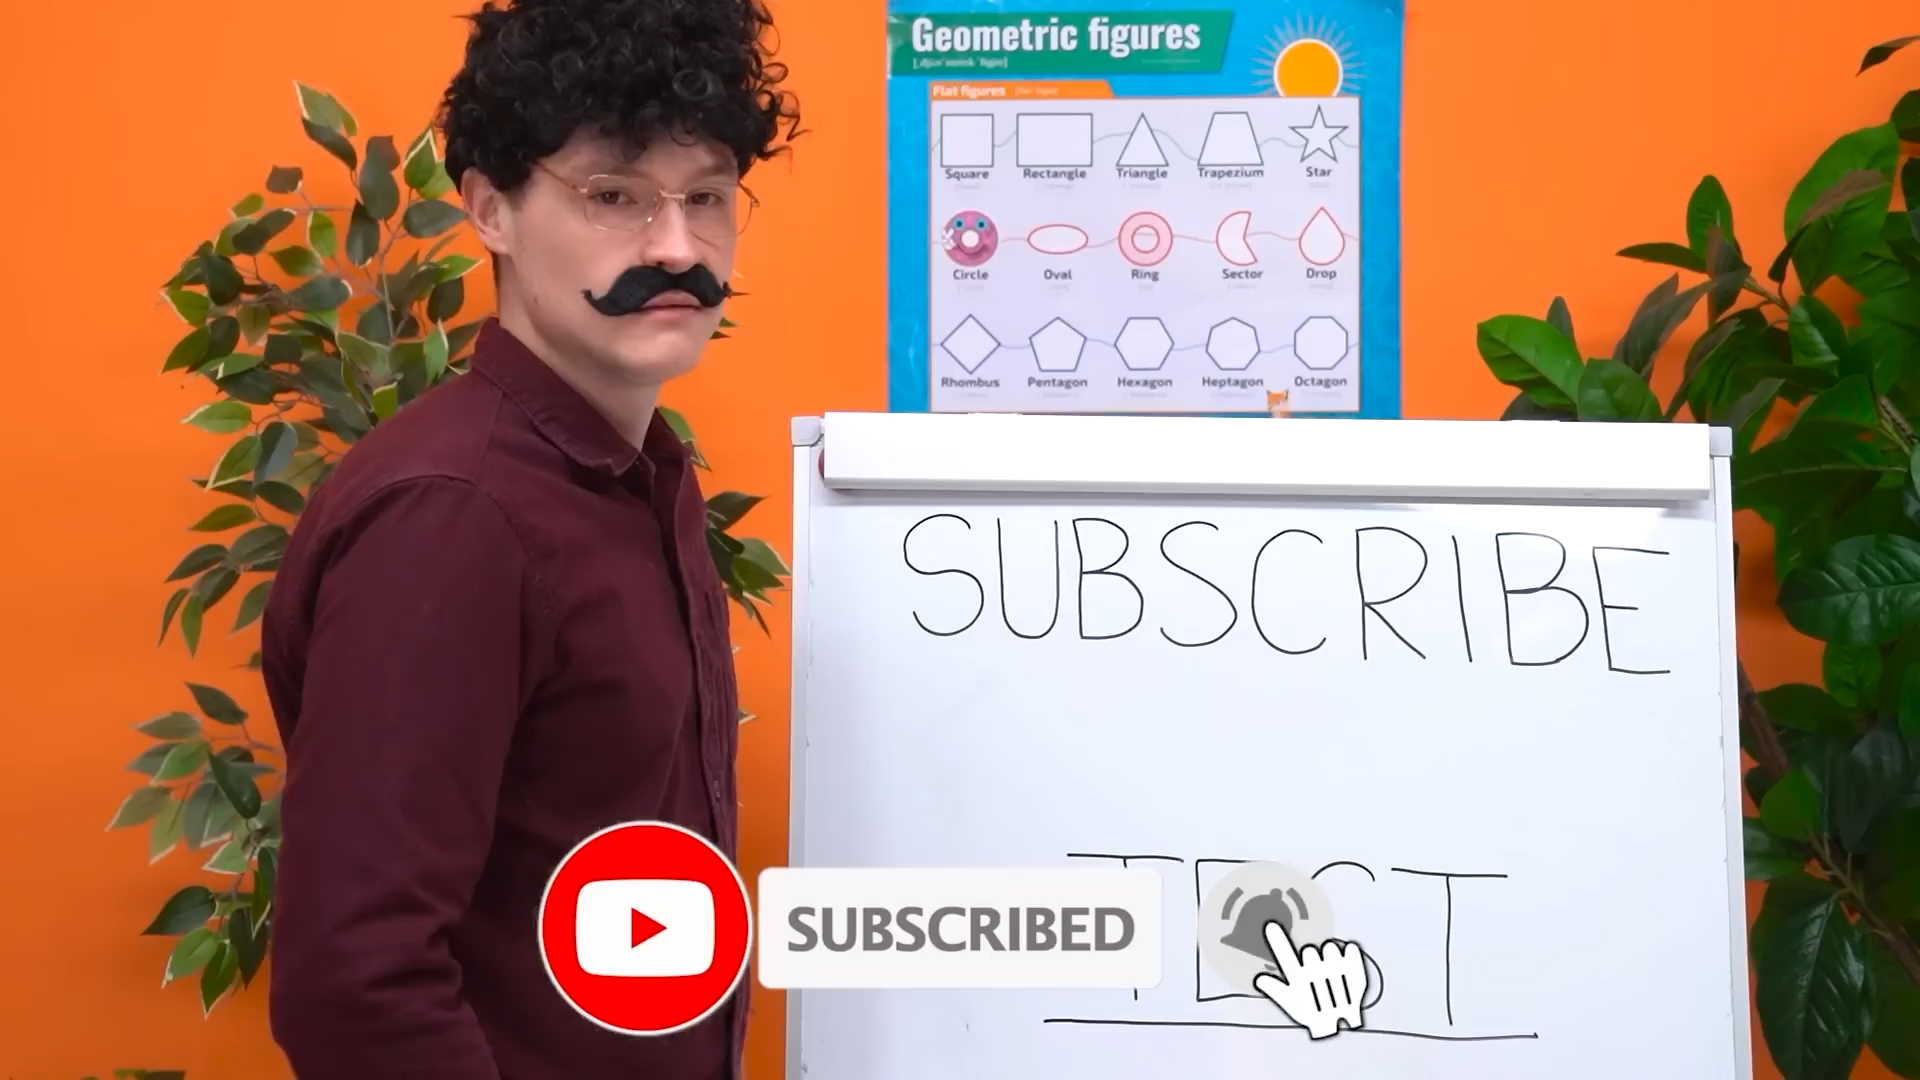 Geometric figures
Flat figures
Square Rectangle Triangle Trapezium Star
Circle Oval Ring Sector Drop
Rhombus Pentagon Hexagon Heptagon Octagon
SUBSCRIBE
TEST
SUBSCRIBED